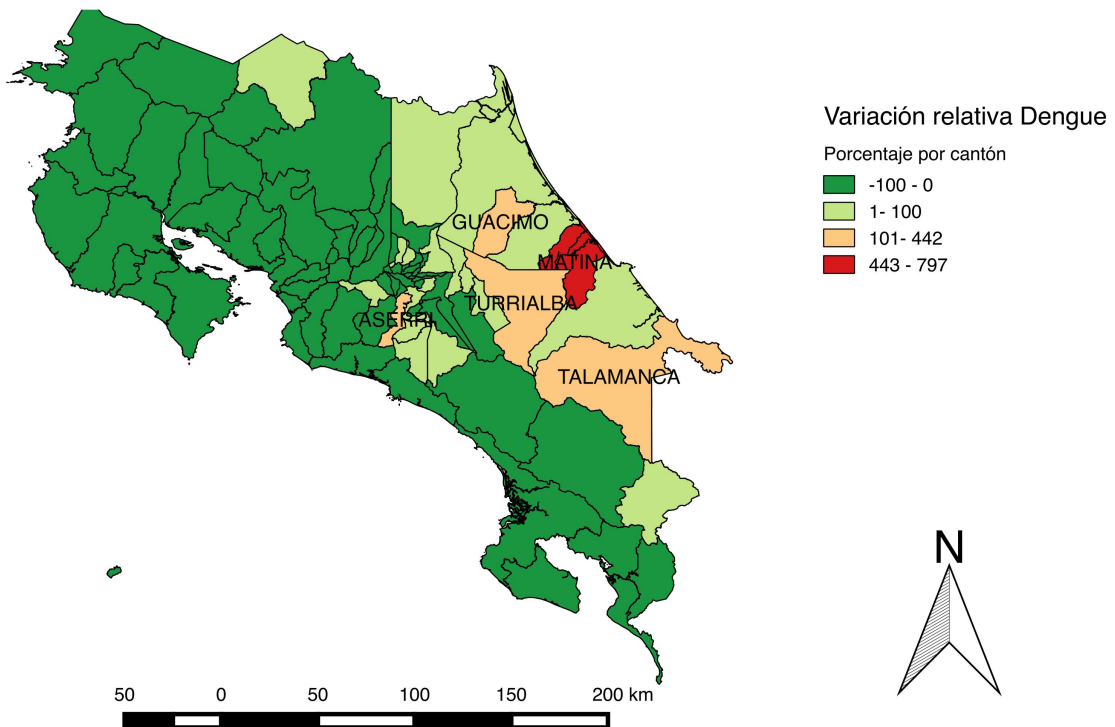 Variación relativa Dengue
Porcentaje por cantón
-100 - 0
1- 100
101- 442
443 - 797
GUACIMO
MATINA
TURRIALBA
ASERRI
TALAMANCA
N
50 0 50 100 150 200 km